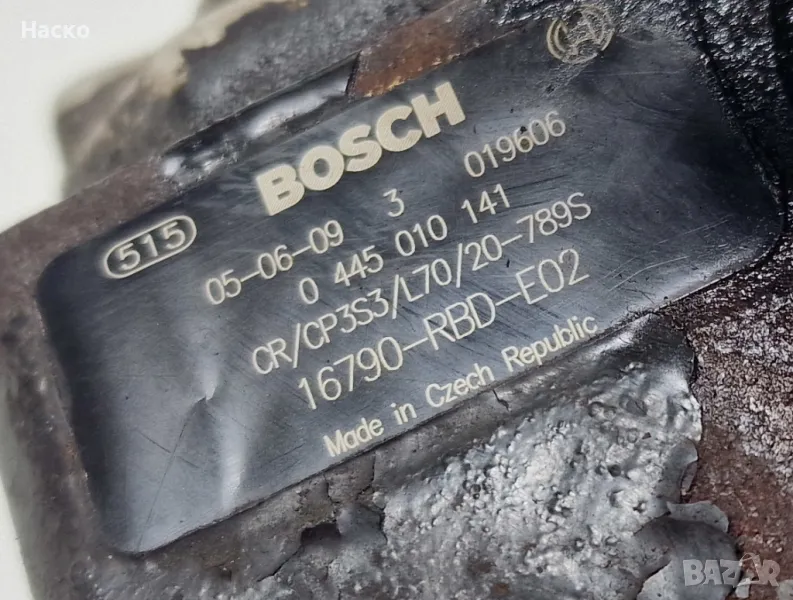 Наско
BOSCH
515 05-06-09 3 019606
0 445 010 141
CR/CP3S3/L70/20-789S
16790-RBD-E02
Made in Czech Republic
BAZAR